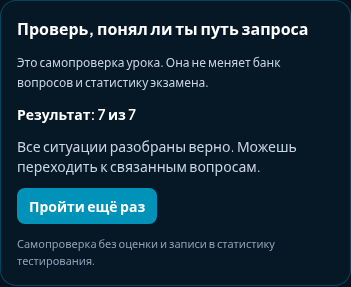 Проверь, понял ли ты путь запроса
Это самопроверка урока. Она не меняет банк
вопросов и статистику экзамена.
Результат: 7 из 7
Все ситуации разобраны верно. Можешь
переходить к связанным вопросам.
Пройти ещё раз
Самопроверка без оценки и записи в статистику
тестирования.